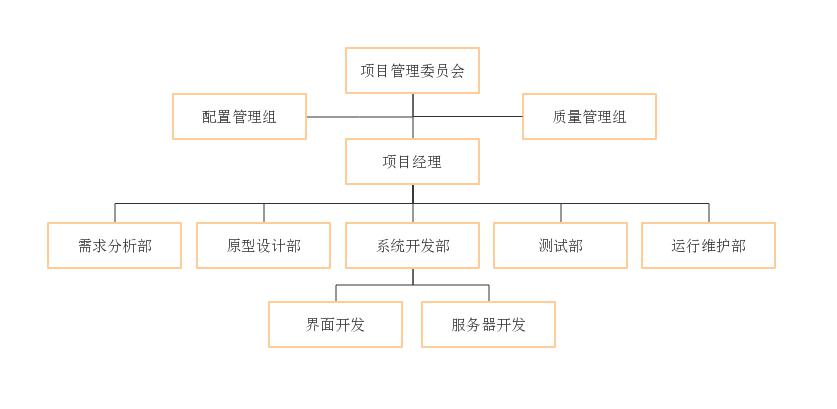 项目管理委员会
配置管理组
质量管理组
项目经理
需求分析部
原型设计部
系统开发部
测试部
运行维护部
界面开发
服务器开发